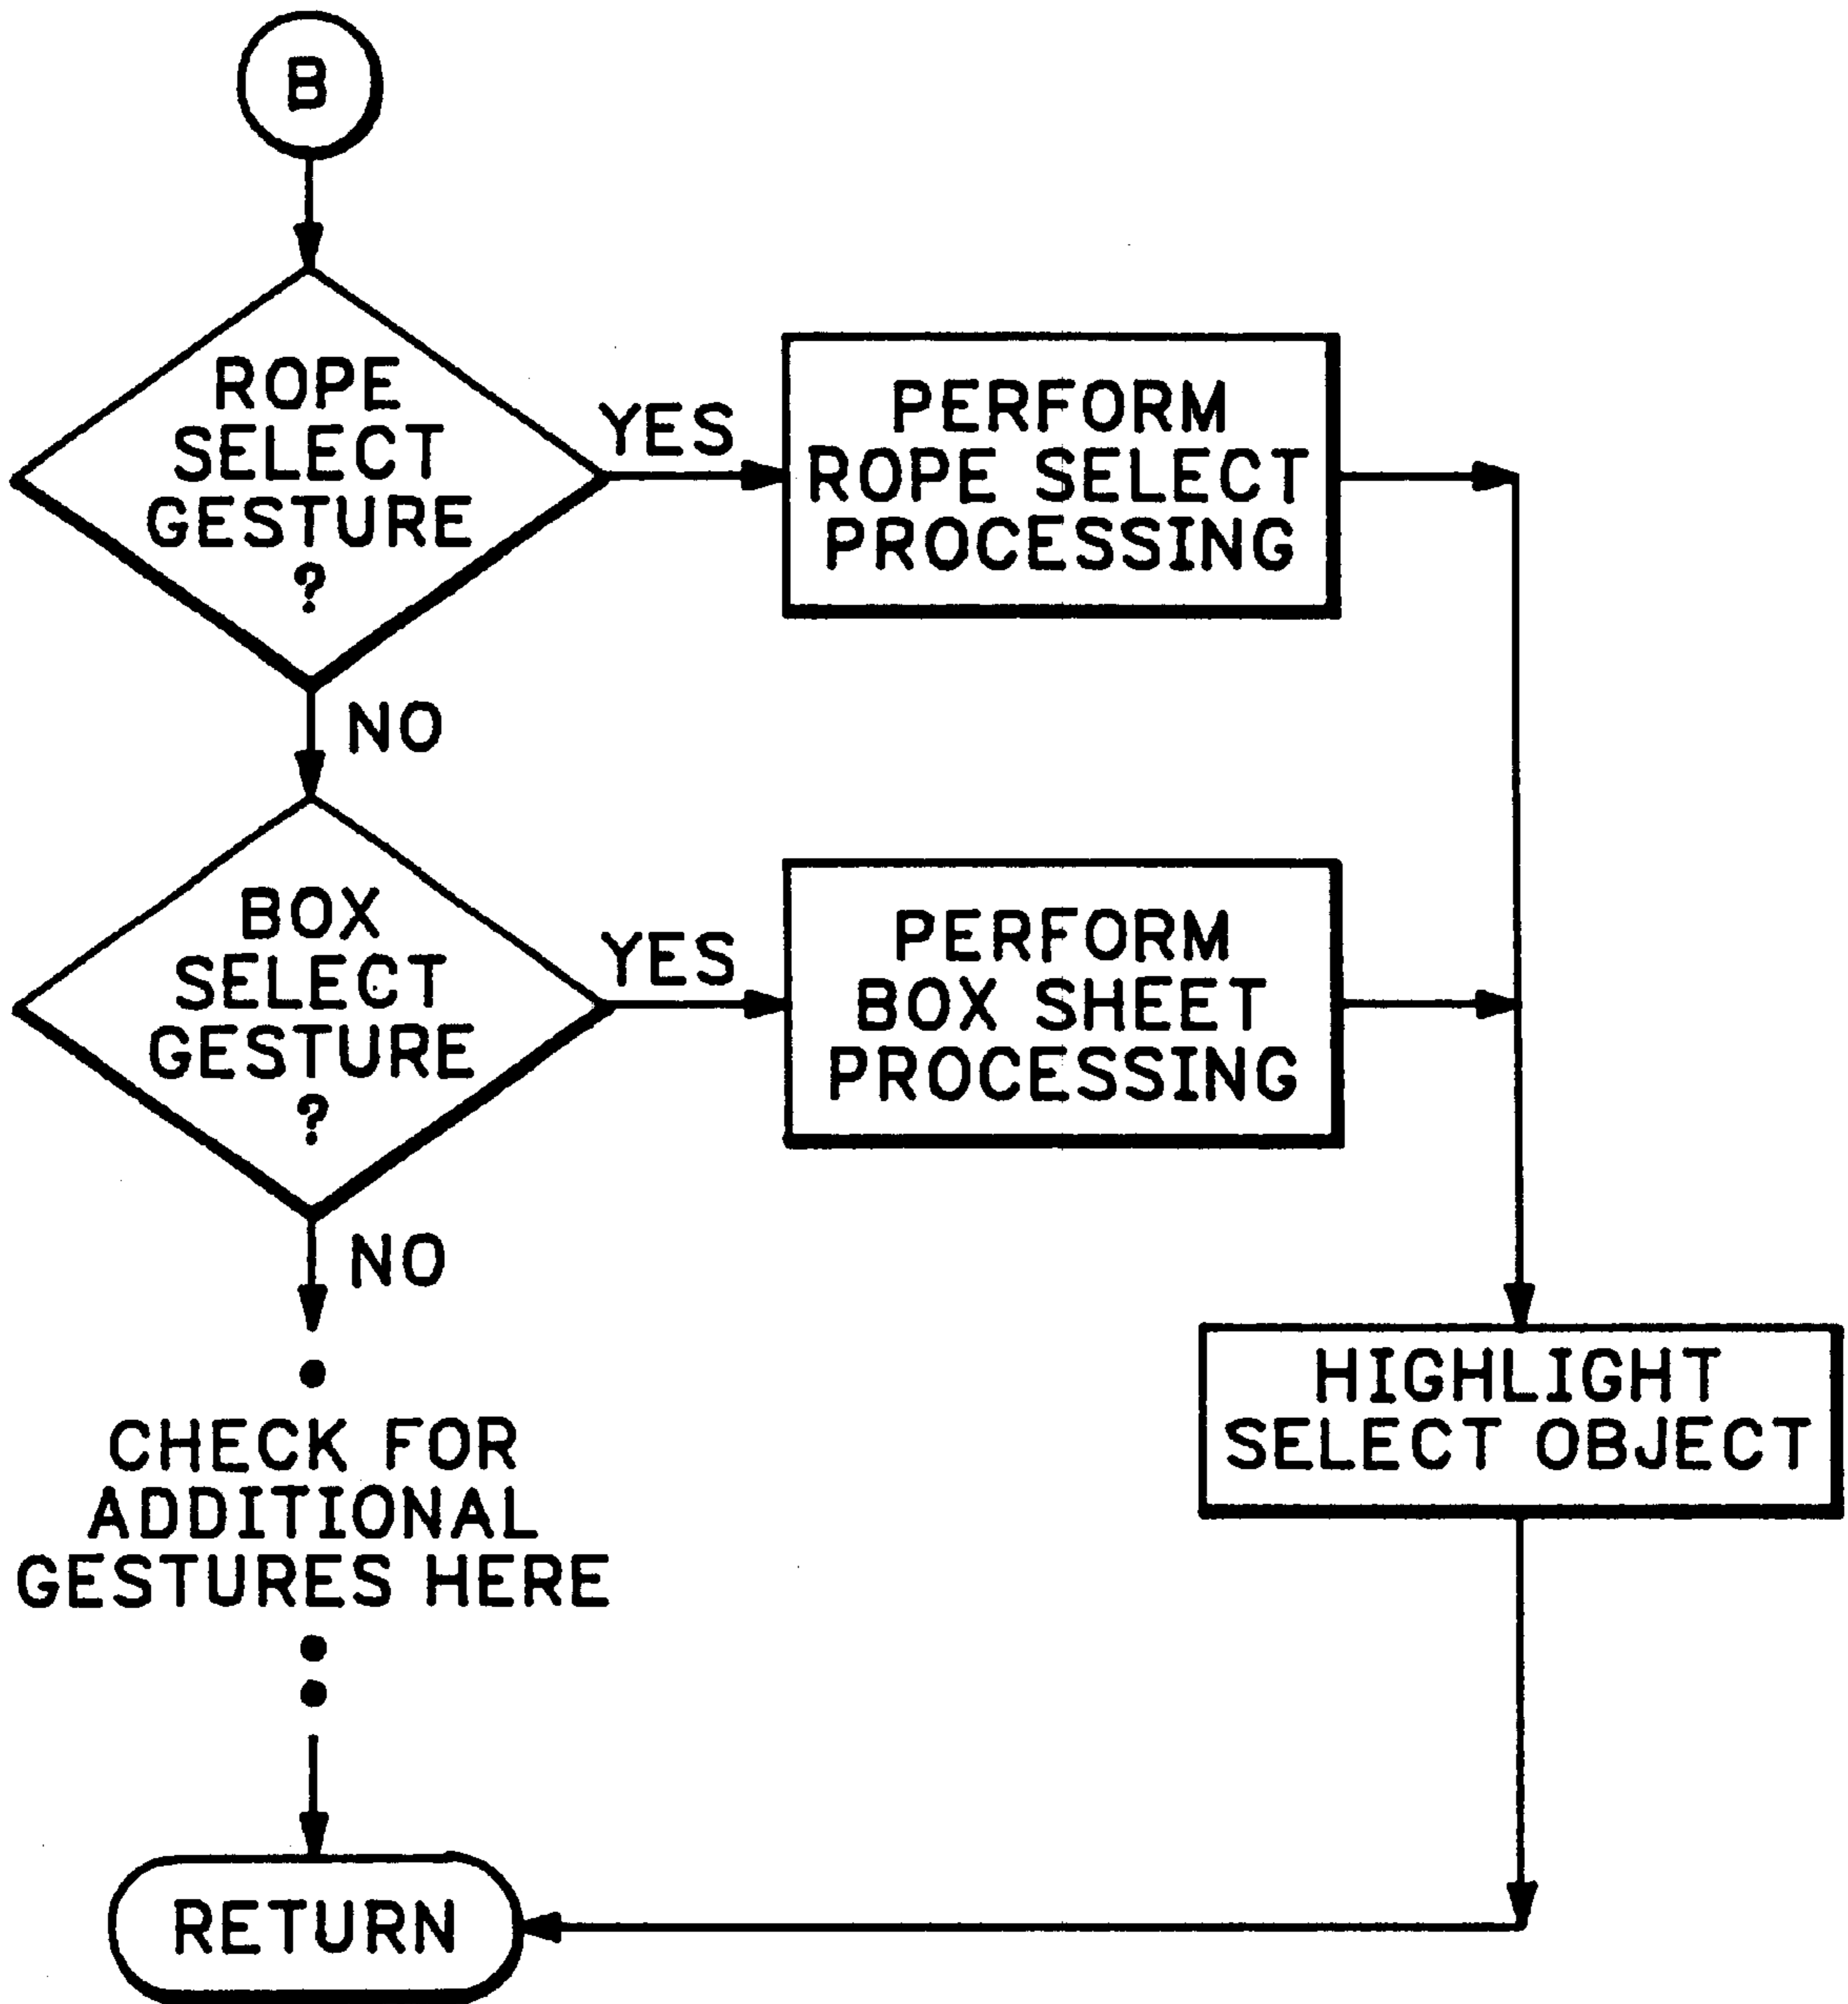 B
ROPE
SELECT
GESTURE
?
YES
PERFORM
ROPE SELECT
PROCESSING
NO
BOX
SELECT
GESTURE
?
YES
PERFORM
BOX SHEET
PROCESSING
NO
HIGHLIGHT
SELECT OBJECT
CHECK FOR
ADDITIONAL
GESTURES HERE
RETURN